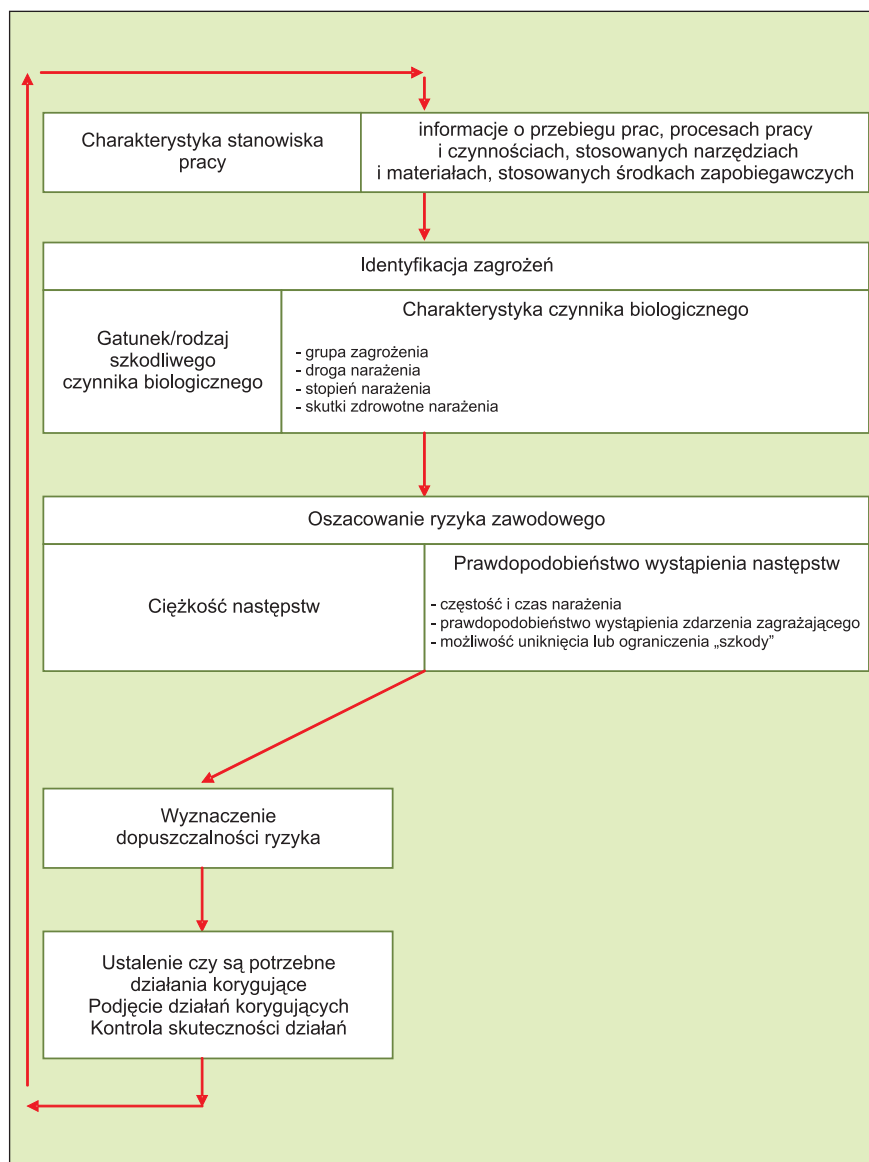 Charakterystyka stanowiska
pracy
informacje o przebiegu prac, procesach pracy
i czynnościach, stosowanych narzędziach
i materiałach, stosowanych środkach zapobiegawczych
Identyfikacja zagrożeń
Gatunek/rodzaj
szkodliwego
czynnika biologicznego
Charakterystyka czynnika biologicznego
- grupa zagrożenia
- droga narażenia
- stopień narażenia
- skutki zdrowotne narażenia
Oszacowanie ryzyka zawodowego
Ciężkość następstw
Prawdopodobieństwo wystąpienia następstw
- częstość i czas narażenia
- prawdopodobieństwo wystąpienia zdarzenia zagrażającego
- możliwość uniknięcia lub ograniczenia „szkody”
Wyznaczenie
dopuszczalności ryzyka
Ustalenie czy są potrzebne
działania korygujące
Podjęcie działań korygujących
Kontrola skuteczności działań